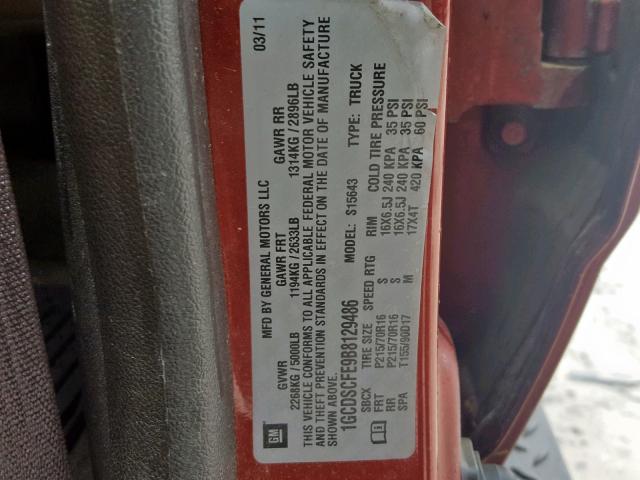 MFD BY GENERAL MOTORS LLC 03/11
GVWR GAWR FRT GAWR RR
2268KG / 5000LB 1194KG / 2633LB 1314KG / 2896LB
THIS VEHICLE CONFORMS TO ALL APPLICABLE FEDERAL MOTOR VEHICLE SAFETY
AND THEFT PREVENTION STANDARDS IN EFFECT ON THE DATE OF MANUFACTURE
SHOWN ABOVE.
GM
1GCDSCFE9B8129486 MODEL: S15643 TYPE: TRUCK
SBCX TIRE SIZE SPEED RTG RIM COLD TIRE PRESSURE
FRT P215/70R16 S 16X6.5J 240 KPA 35 PSI
RR P215/70R16 S 16X6.5J 240 KPA 35 PSI
SPA T155/90D17 M 17X4T 420 KPA 60 PSI